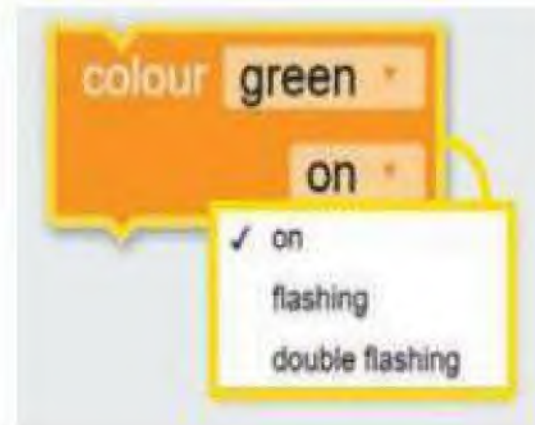 colour green
on
✓ on
flashing
double flashing